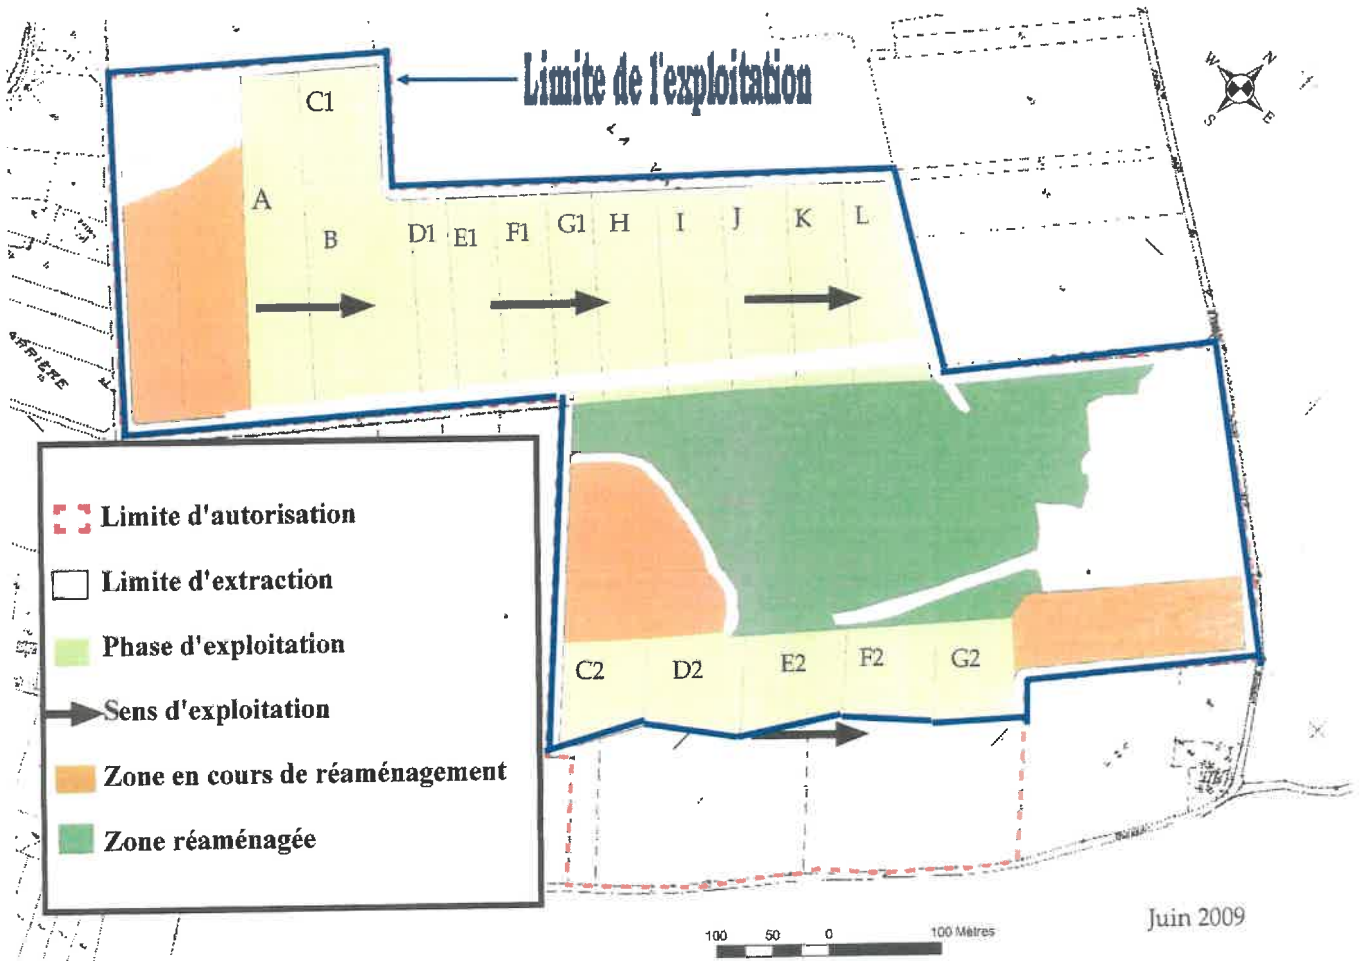 Limite de l'exploitation
W N
S E
C1
A
B
D1 E1 F1 G1 H I J K L
ARRIERE
Limite d'autorisation
Limite d'extraction
Phase d'exploitation
Sens d'exploitation
Zone en cours de réaménagement
Zone réaménagée
C2 D2 E2 F2 G2
Juin 2009
100 50 0 100 Mètres